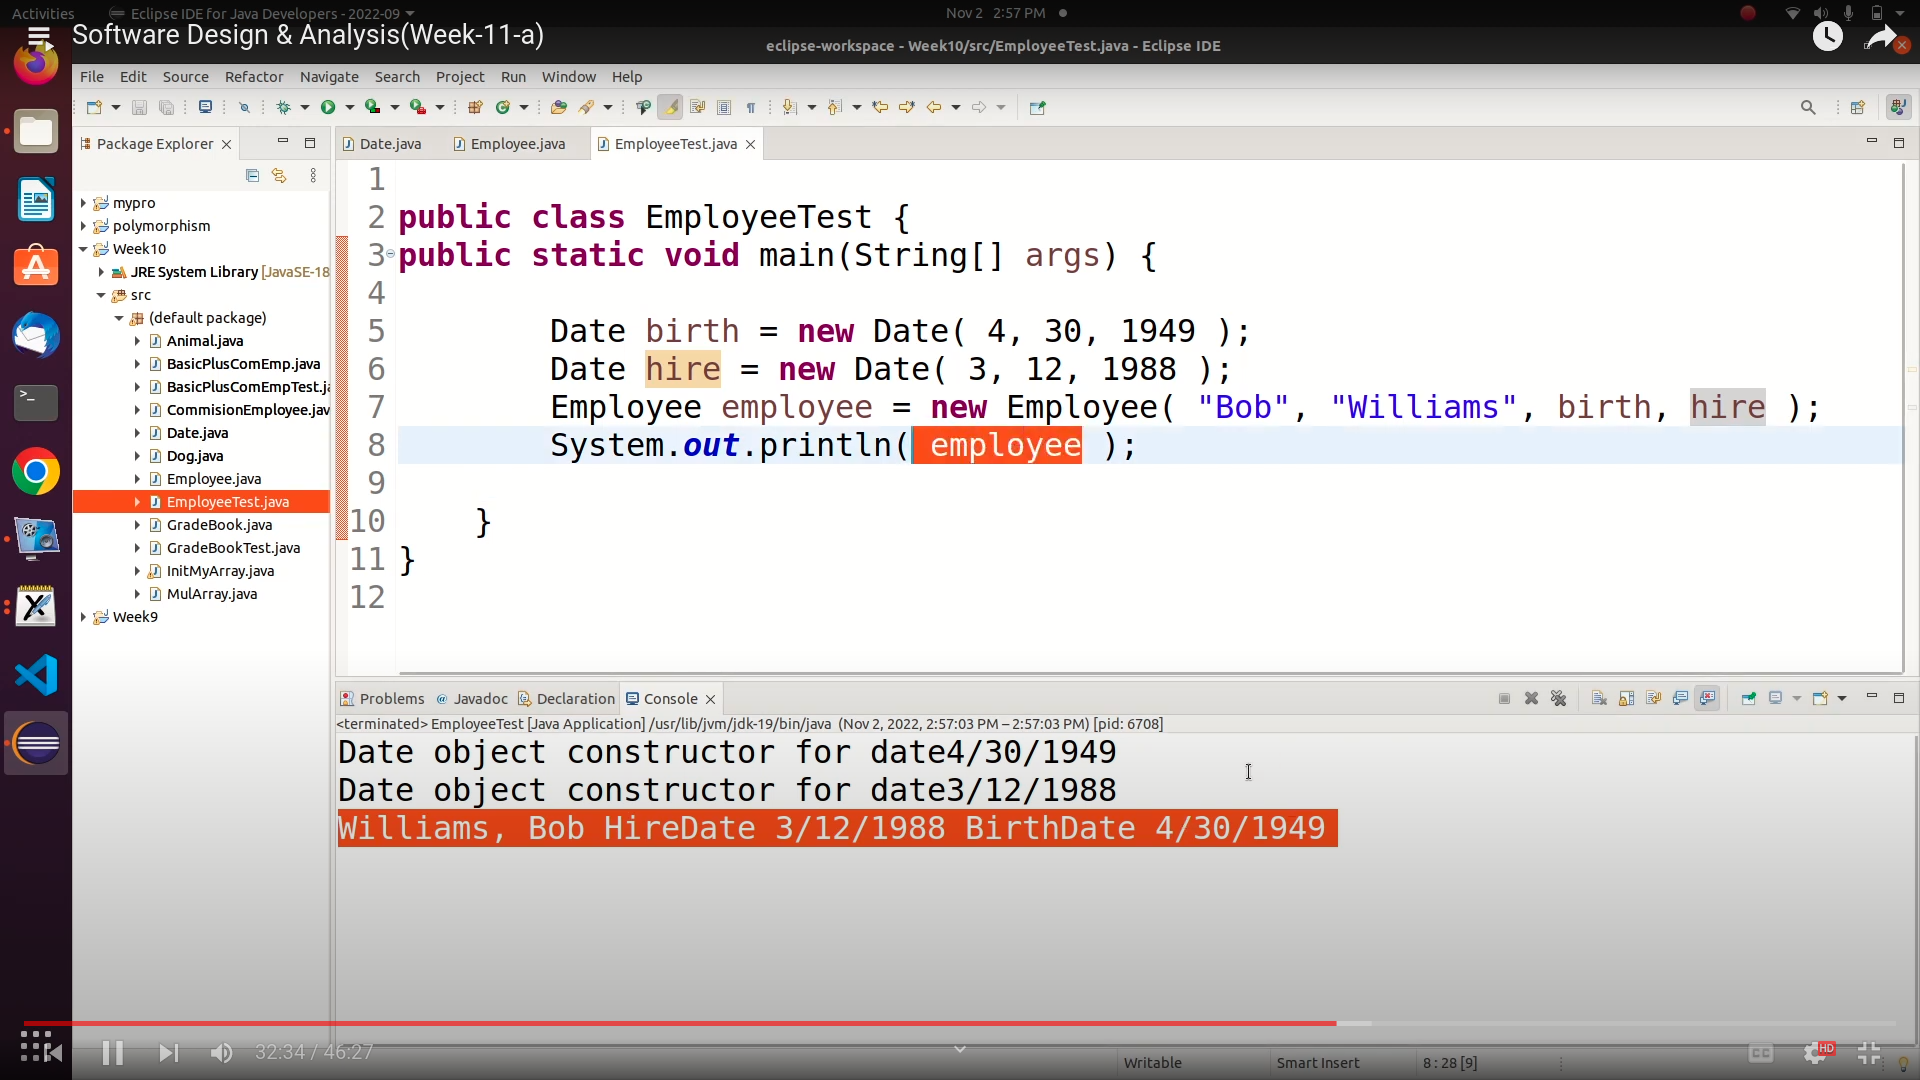 Activities
Eclipse IDE for Java Developers - 2022-09
Nov 2 2:57 PM
Software Design & Analysis(Week-11-a)
eclipse-workspace - Week10/src/EmployeeTest.java - Eclipse IDE
File Edit Source Refactor Navigate Search Project Run Window Help
Package Explorer
Date.java
Employee.java
EmployeeTest.java
mypro
polymorphism
Week10
JRE System Library [JavaSE-18
src
(default package)
Animal.java
BasicPlusComEmp.java
BasicPlusComEmpTest.ja
CommisionEmployee.jav
Date.java
Dog.java
Employee.java
EmployeeTest.java
GradeBook.java
GradeBookTest.java
InitMyArray.java
MulArray.java
Week9
1
2 public class EmployeeTest {
3 public static void main(String[] args) {
4
5 Date birth = new Date( 4, 30, 1949 );
6 Date hire = new Date( 3, 12, 1988 );
7 Employee employee = new Employee( "Bob", "Williams", birth, hire );
8 System.out.println( employee );
9
10 }
11 }
12
Problems Javadoc Declaration Console
<terminated> EmployeeTest [Java Application] /usr/lib/jvm/jdk-19/bin/java (Nov 2, 2022, 2:57:03 PM – 2:57:03 PM) [pid: 6708]
Date object constructor for date4/30/1949
Date object constructor for date3/12/1988
Williams, Bob HireDate 3/12/1988 BirthDate 4/30/1949
32:34 / 46:27
CC
HD
Writable
Smart Insert
8 : 28 [9]